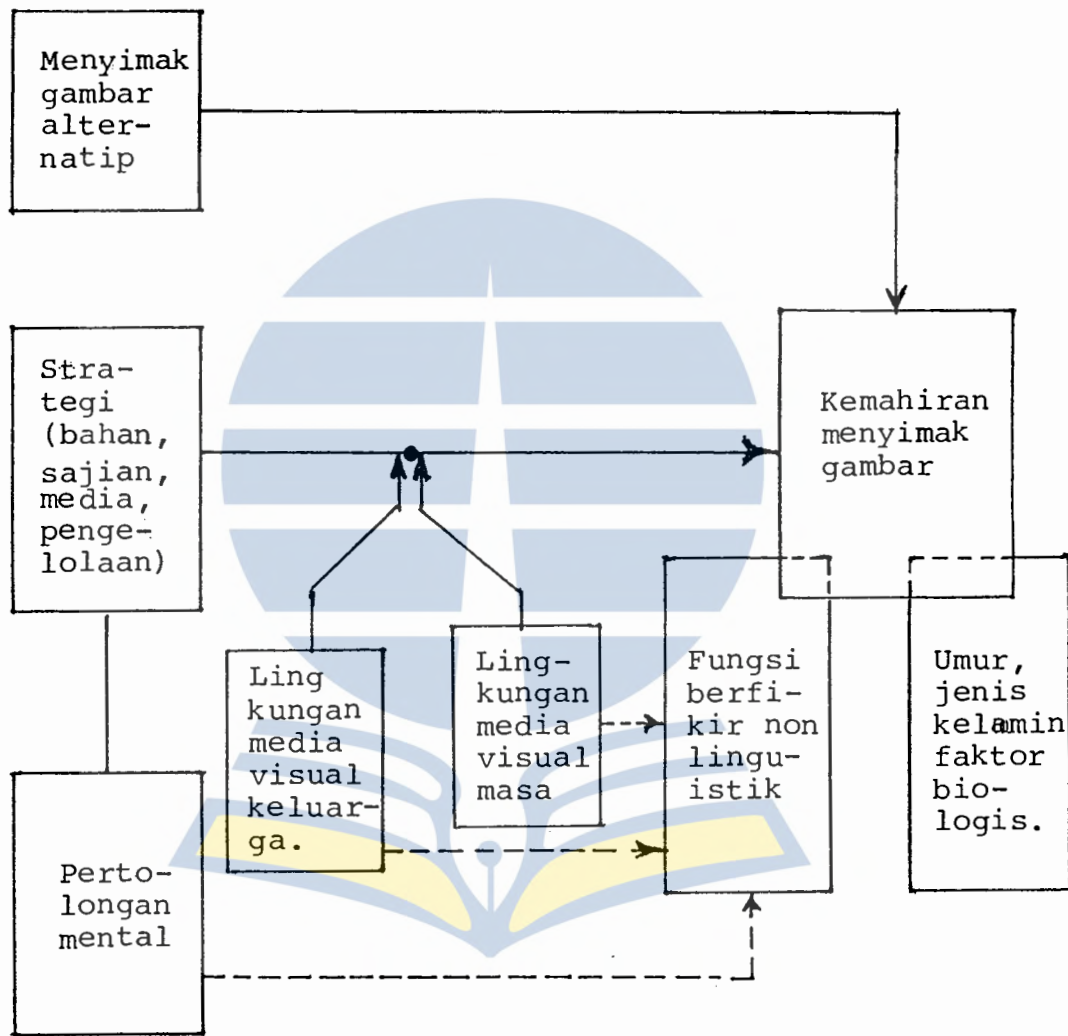 Menyimak
gambar
alter-
natip
Stra-
tegi
(bahan,
sajian,
media,
penge-
lolaan)
Kemahiran
menyimak
gambar
Ling
kungan
media
visual
keluar-
ga.
Ling-
kungan
media
visual
masa
Fungsi
berfi-
kir non
lingu-
istik
Umur,
jenis
kelamin
faktor
bio-
logis.
Perto-
longan
mental